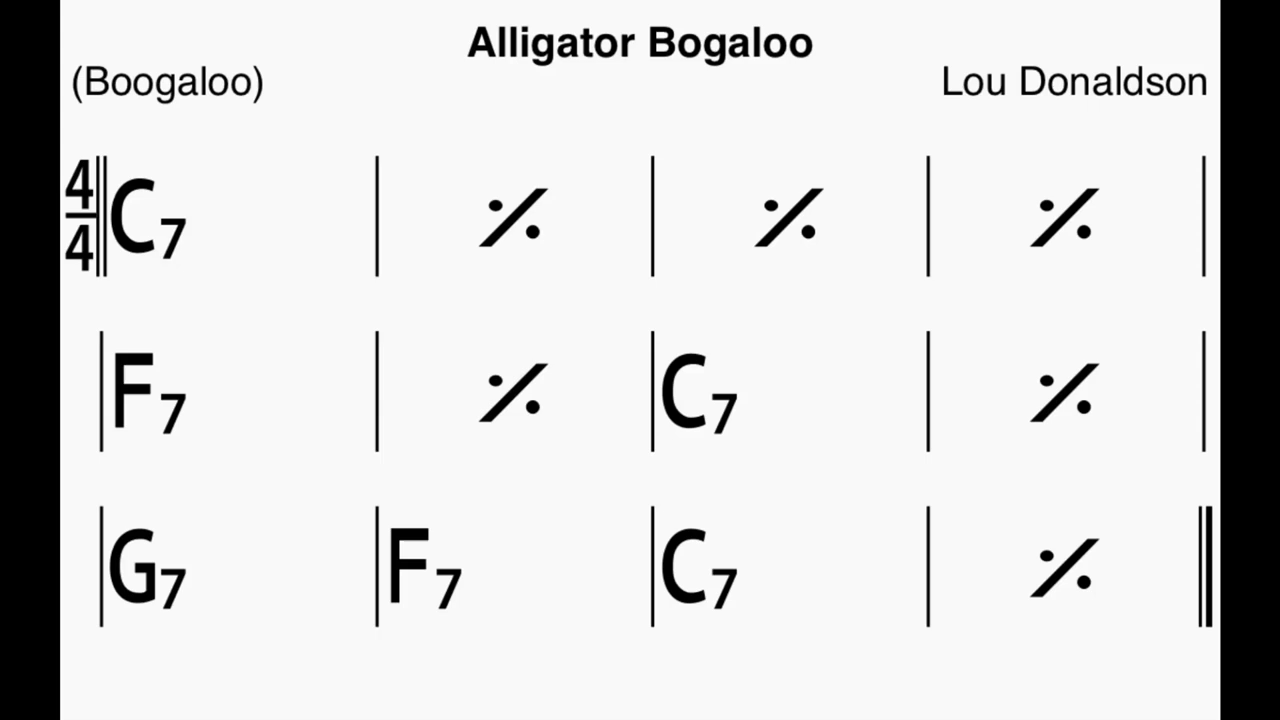 Alligator Bogaloo
(Boogaloo) Lou Donaldson
4/4 C7 𝄎 𝄎 𝄎
F7 𝄎 C7 𝄎
G7 F7 C7 𝄎